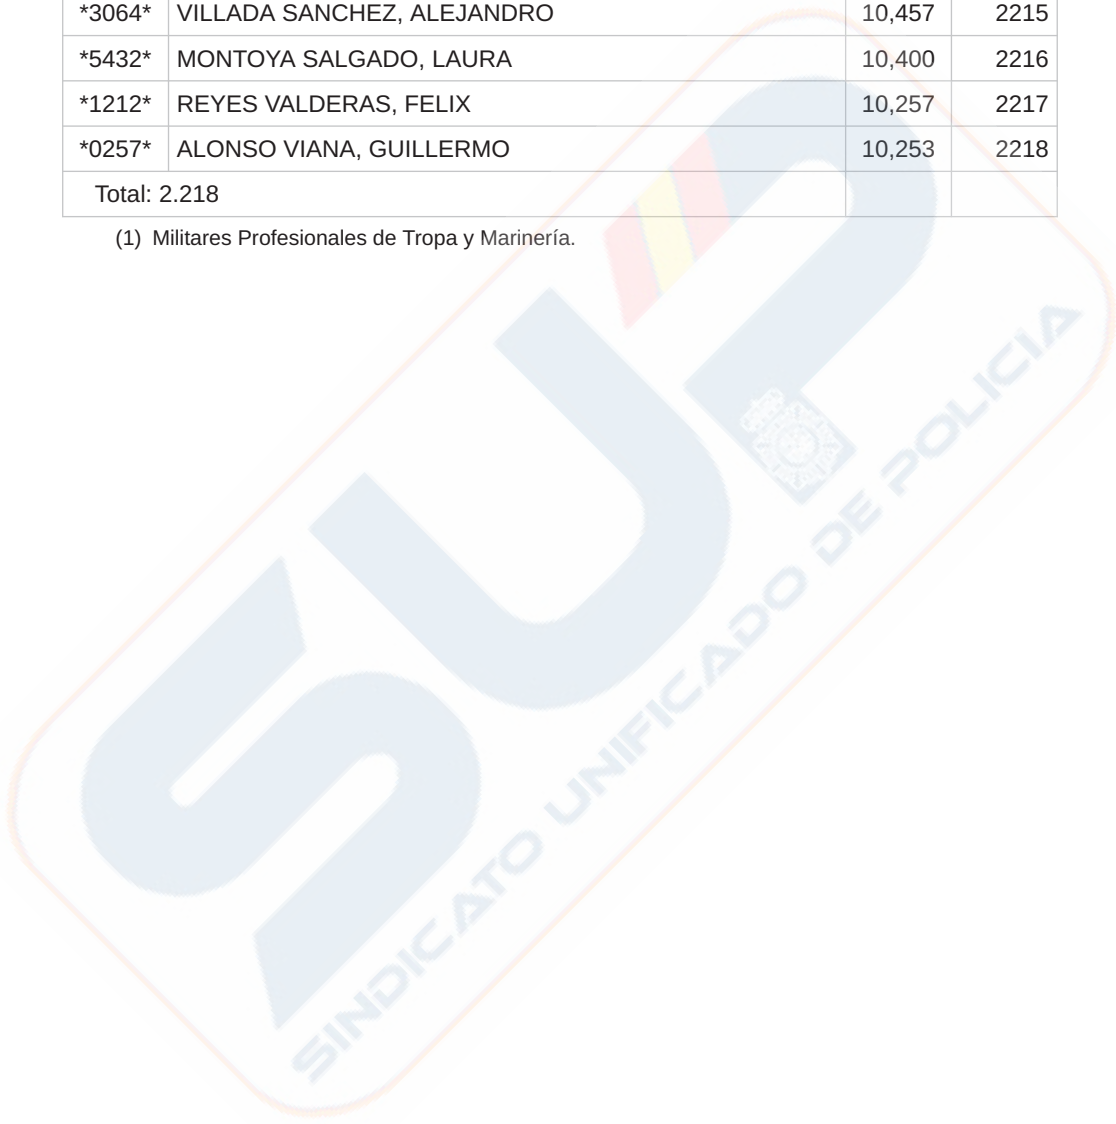 *3064* VILLADA SANCHEZ, ALEJANDRO 10,457 2215
*5432* MONTOYA SALGADO, LAURA 10,400 2216
*1212* REYES VALDERAS, FELIX 10,257 2217
*0257* ALONSO VIANA, GUILLERMO 10,253 2218
Total: 2.218
(1) Militares Profesionales de Tropa y Marinería.
SUP
SINDICATO UNIFICADO DE POLICIA